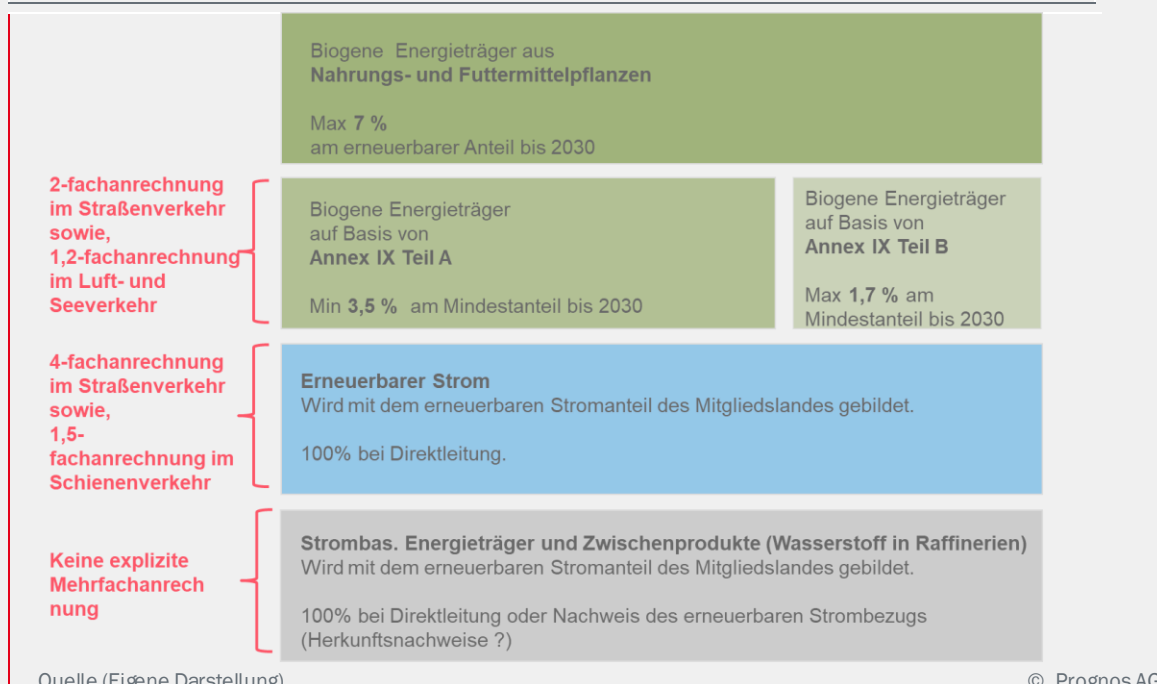 Biogene Energieträger aus
Nahrungs- und Futtermittelpflanzen
Max 7 %
am erneuerbarer Anteil bis 2030
2-fachanrechnung
im Straßenverkehr
sowie,
1,2-fachanrechnung
im Luft- und
Seeverkehr
Biogene Energieträger
auf Basis von
Annex IX Teil A
Min 3,5 % am Mindestanteil bis 2030
Biogene Energieträger
auf Basis von
Annex IX Teil B
Max 1,7 % am
Mindestanteil bis 2030
4-fachanrechnung
im Straßenverkehr
sowie,
1,5-
fachanrechnung im
Schienenverkehr
Erneuerbarer Strom
Wird mit dem erneuerbaren Stromanteil des Mitgliedslandes gebildet.
100% bei Direktleitung.
Keine explizite
Mehrfachanrech
nung
Strombas. Energieträger und Zwischenprodukte (Wasserstoff in Raffinerien)
Wird mit dem erneuerbaren Stromanteil des Mitgliedslandes gebildet.
100% bei Direktleitung oder Nachweis des erneuerbaren Strombezugs
(Herkunftsnachweise ?)
Quelle (Eigene Darstellung)
© Prognos AG